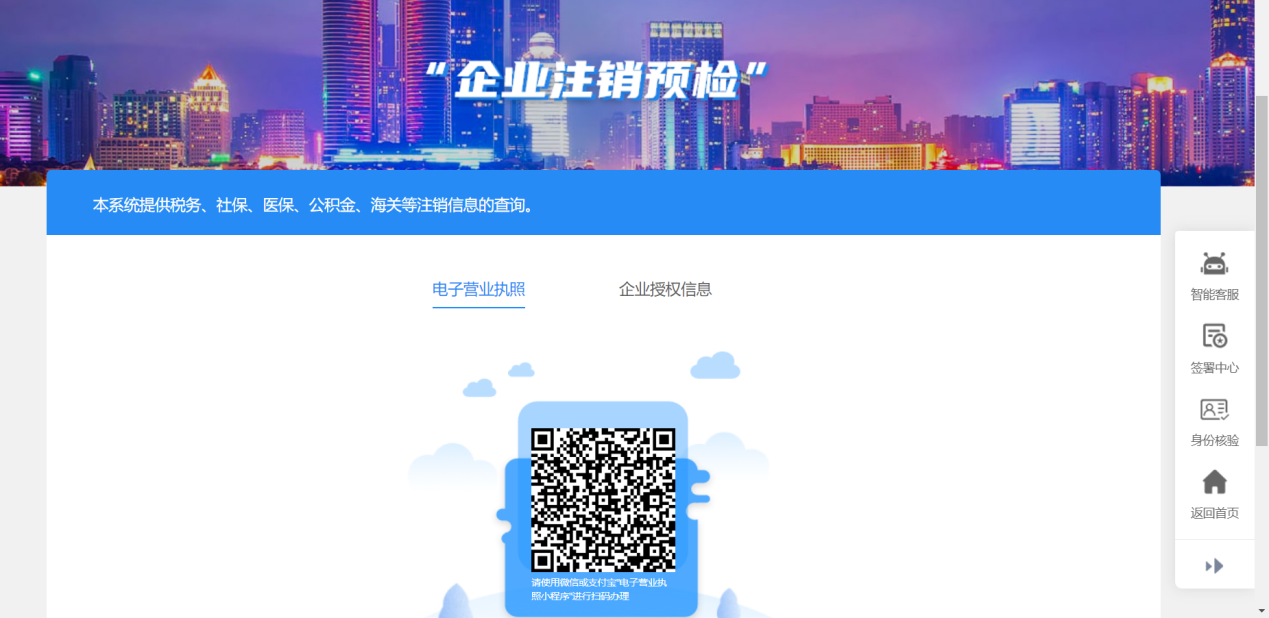 “企业注销预检”
本系统提供税务、社保、医保、公积金、海关等注销信息的查询。
电子营业执照
企业授权信息
请使用微信或支付宝"电子营业执
照小程序"进行扫码办理
智能客服
签署中心
身份核验
返回首页